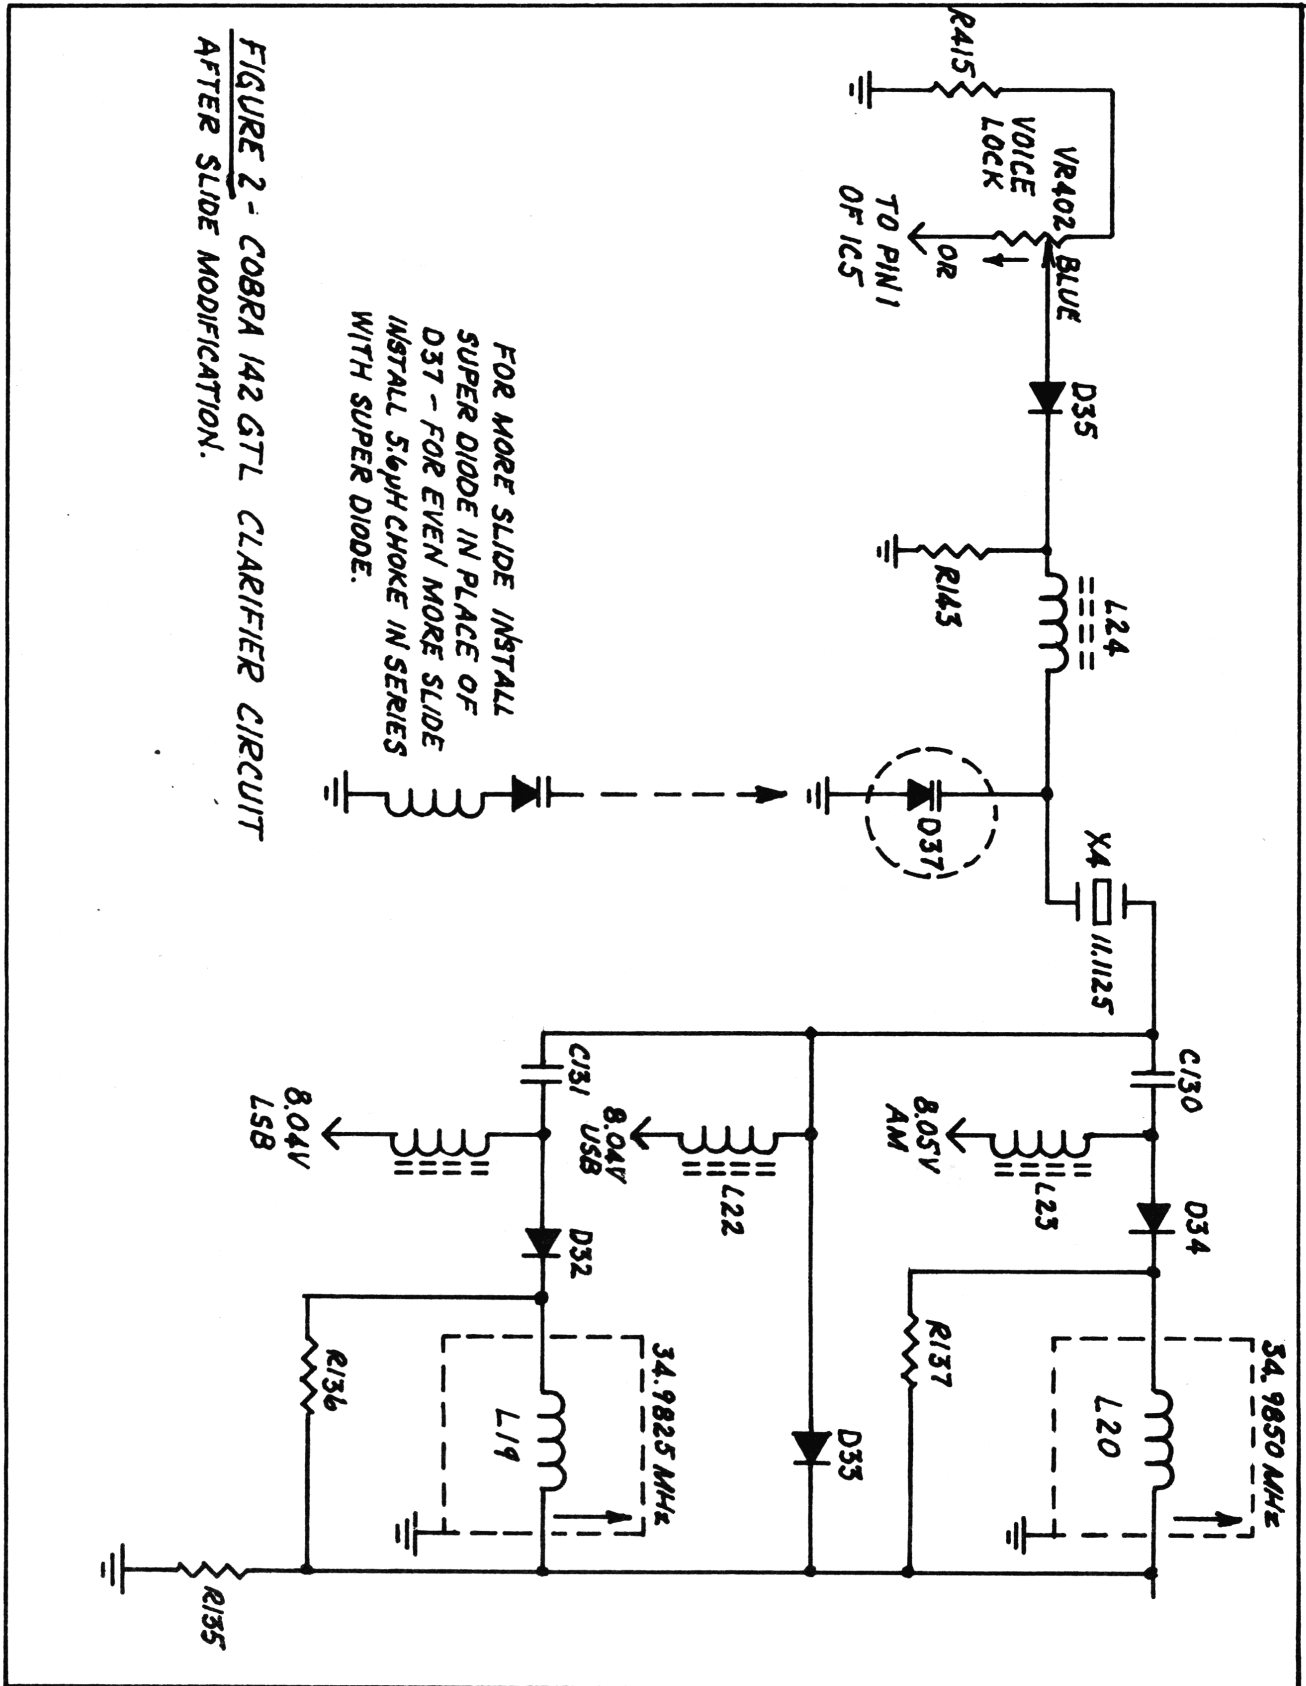 R415
VR402
VOICE
LOCK
BLUE
OR
TO PIN 1
OF IC5
D35
R143
L24
D37
X4
11.1125
C130
8.05V
AM
L23
D34
R137
34.9850 MHz
L20
8.04V
USB
L22
D33
C131
8.04V
LSB
D32
R136
34.9825 MHz
L19
R135
FOR MORE SLIDE INSTALL
SUPER DIODE IN PLACE OF
D37 - FOR EVEN MORE SLIDE
INSTALL 5.6µH CHOKE IN SERIES
WITH SUPER DIODE.
FIGURE 2 - COBRA 142 GTL CLARIFIER CIRCUIT
AFTER SLIDE MODIFICATION.